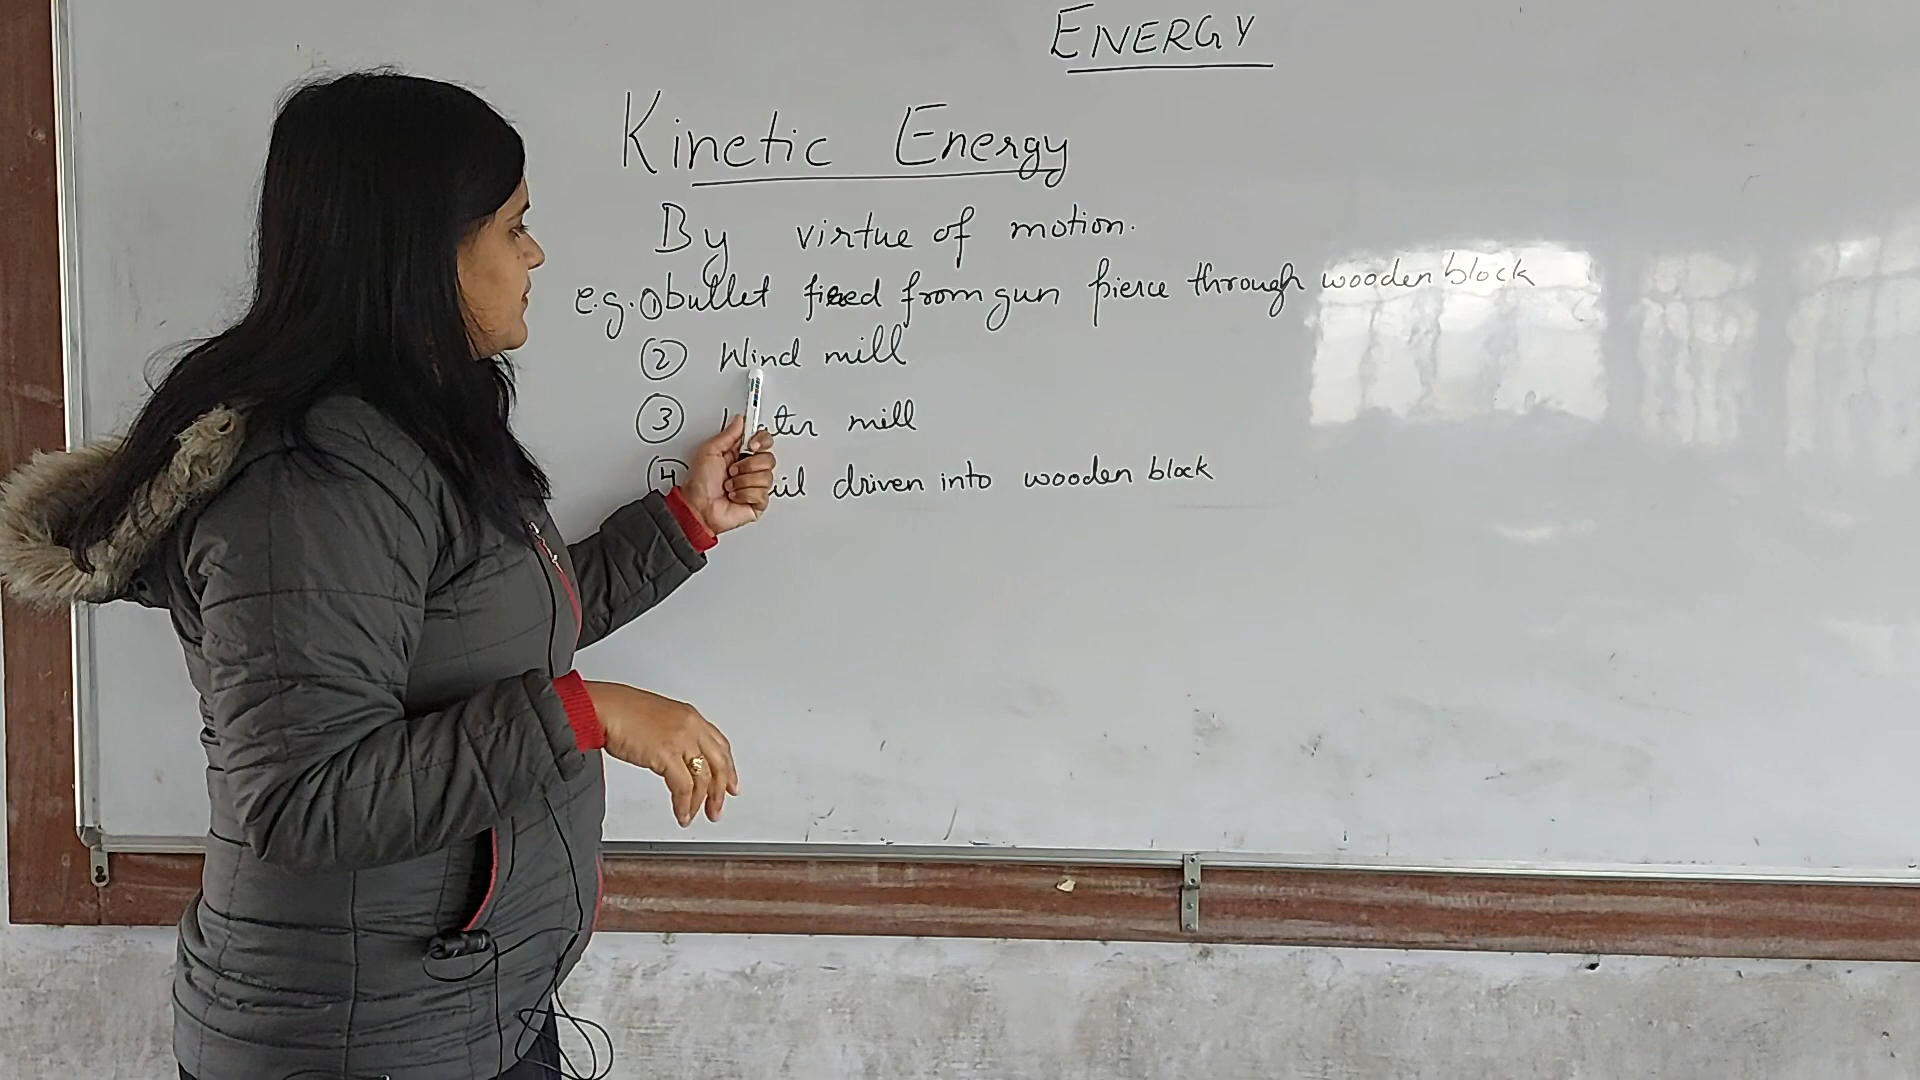 ENERGY
Kinetic Energy
By virtue of motion.
e.g. ① bullet fired from gun pierce through wooden block
② Wind mill
③ mill
④ driven into wooden block